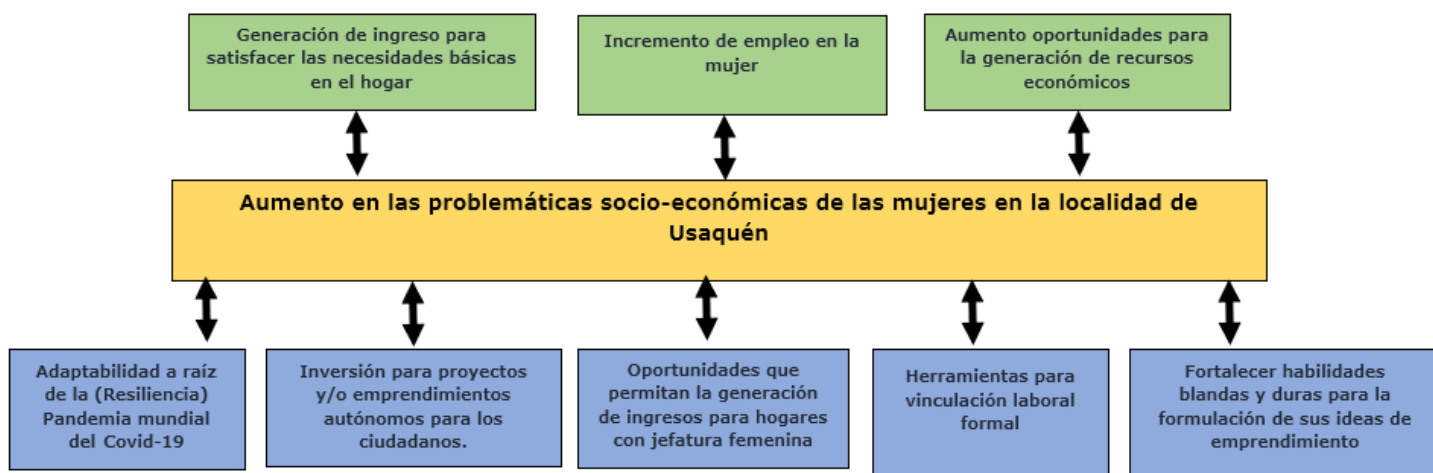 Generación de ingreso para
satisfacer las necesidades básicas
en el hogar
Incremento de empleo en la
mujer
Aumento oportunidades para
la generación de recursos
económicos
Aumento en las problemáticas socio-económicas de las mujeres en la localidad de
Usaquén
Adaptabilidad a raíz
de la (Resiliencia)
Pandemia mundial
del Covid-19
Inversión para proyectos
y/o emprendimientos
autónomos para los
ciudadanos.
Oportunidades que
permitan la generación
de ingresos para hogares
con jefatura femenina
Herramientas para
vinculación laboral
formal
Fortalecer habilidades
blandas y duras para la
formulación de sus ideas de
emprendimiento